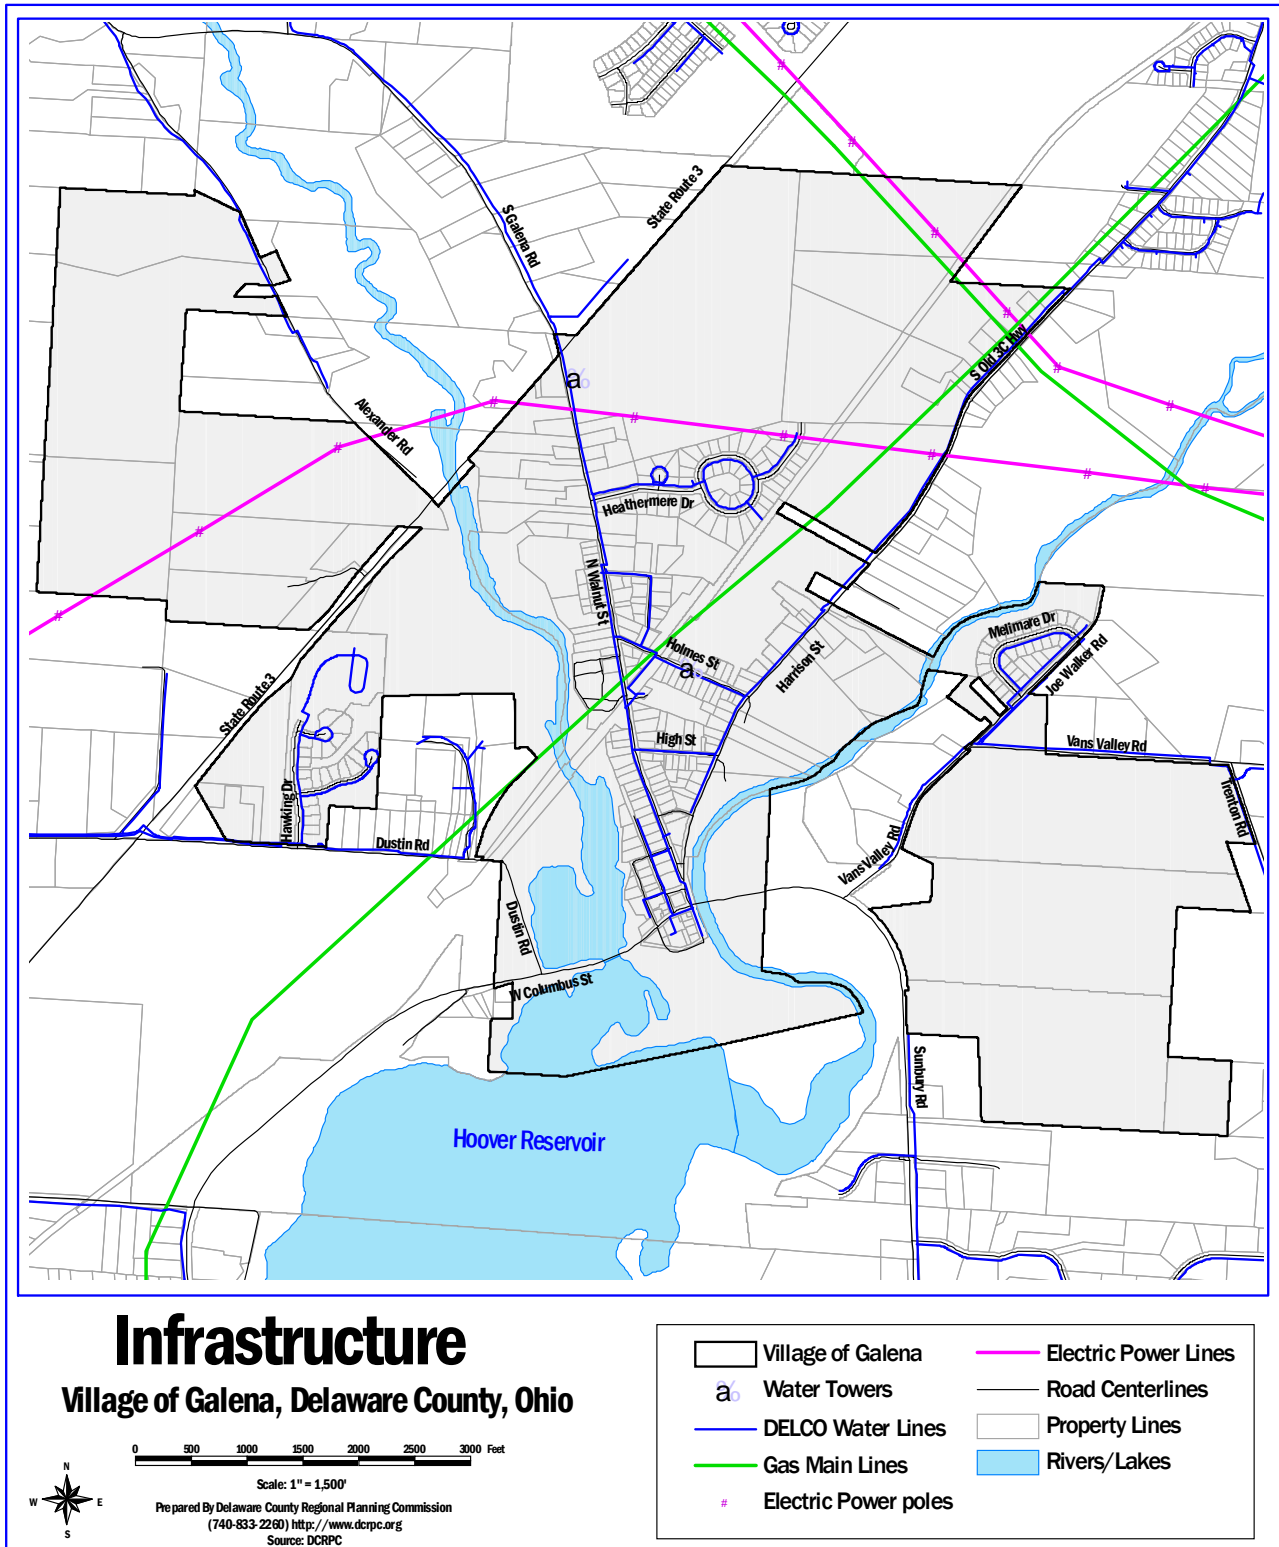 State Route 3
S Galena Rd
S Old 3C Hwy
a
Alexander Rd
Heathermere Dr
N Walnut St
Holmes St
a
Harrison St
Melimare Dr
Joe Walker Rd
State Route3
High St
Vans Valley Rd
Trenton Rd
Hawking Dr
Dustin Rd
Vans Valley Rd
Dustin Rd
W Columbus St
Sunbury Rd
Hoover Reservoir
Infrastructure
Village of Galena, Delaware County, Ohio
0 500 1000 1500 2000 2500 3000 Feet
Scale: 1" = 1,500'
Prepared By Delaware County Regional Planning Commission
(740-833-2260) http://www.dcrpc.org
Source: DCRPC
N
W E
S
Village of Galena
a% Water Towers
DELCO Water Lines
Gas Main Lines
# Electric Power poles
Electric Power Lines
Road Centerlines
Property Lines
Rivers/Lakes